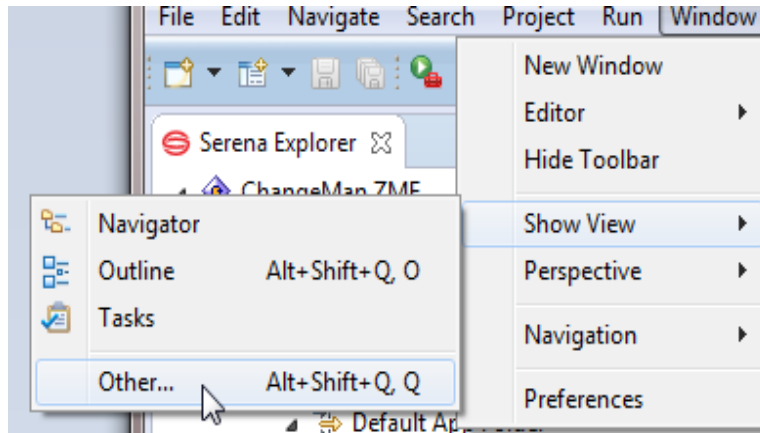 File Edit Navigate Search Project Run Window
New Window
Editor
Hide Toolbar
Serena Explorer
ChangeMan ZMF
Show View
Perspective
Navigation
Preferences
Navigator
Outline Alt+Shift+Q, O
Tasks
Other... Alt+Shift+Q, Q
Default App Folder